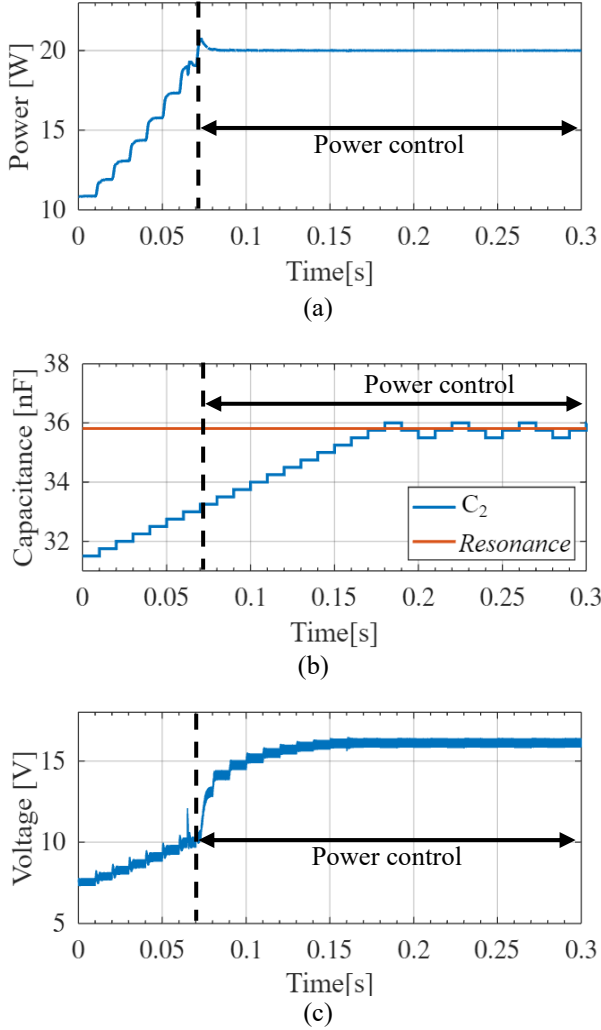 Power [W]
20
15
10
Power control
0 0.05 0.1 0.15 0.2 0.25 0.3
Time[s]
(a)
Capacitance [nF]
38
36
34
32
Power control
C₂
Resonance
0 0.05 0.1 0.15 0.2 0.25 0.3
Time[s]
(b)
Voltage [V]
15
10
5
Power control
0 0.05 0.1 0.15 0.2 0.25 0.3
Time[s]
(c)